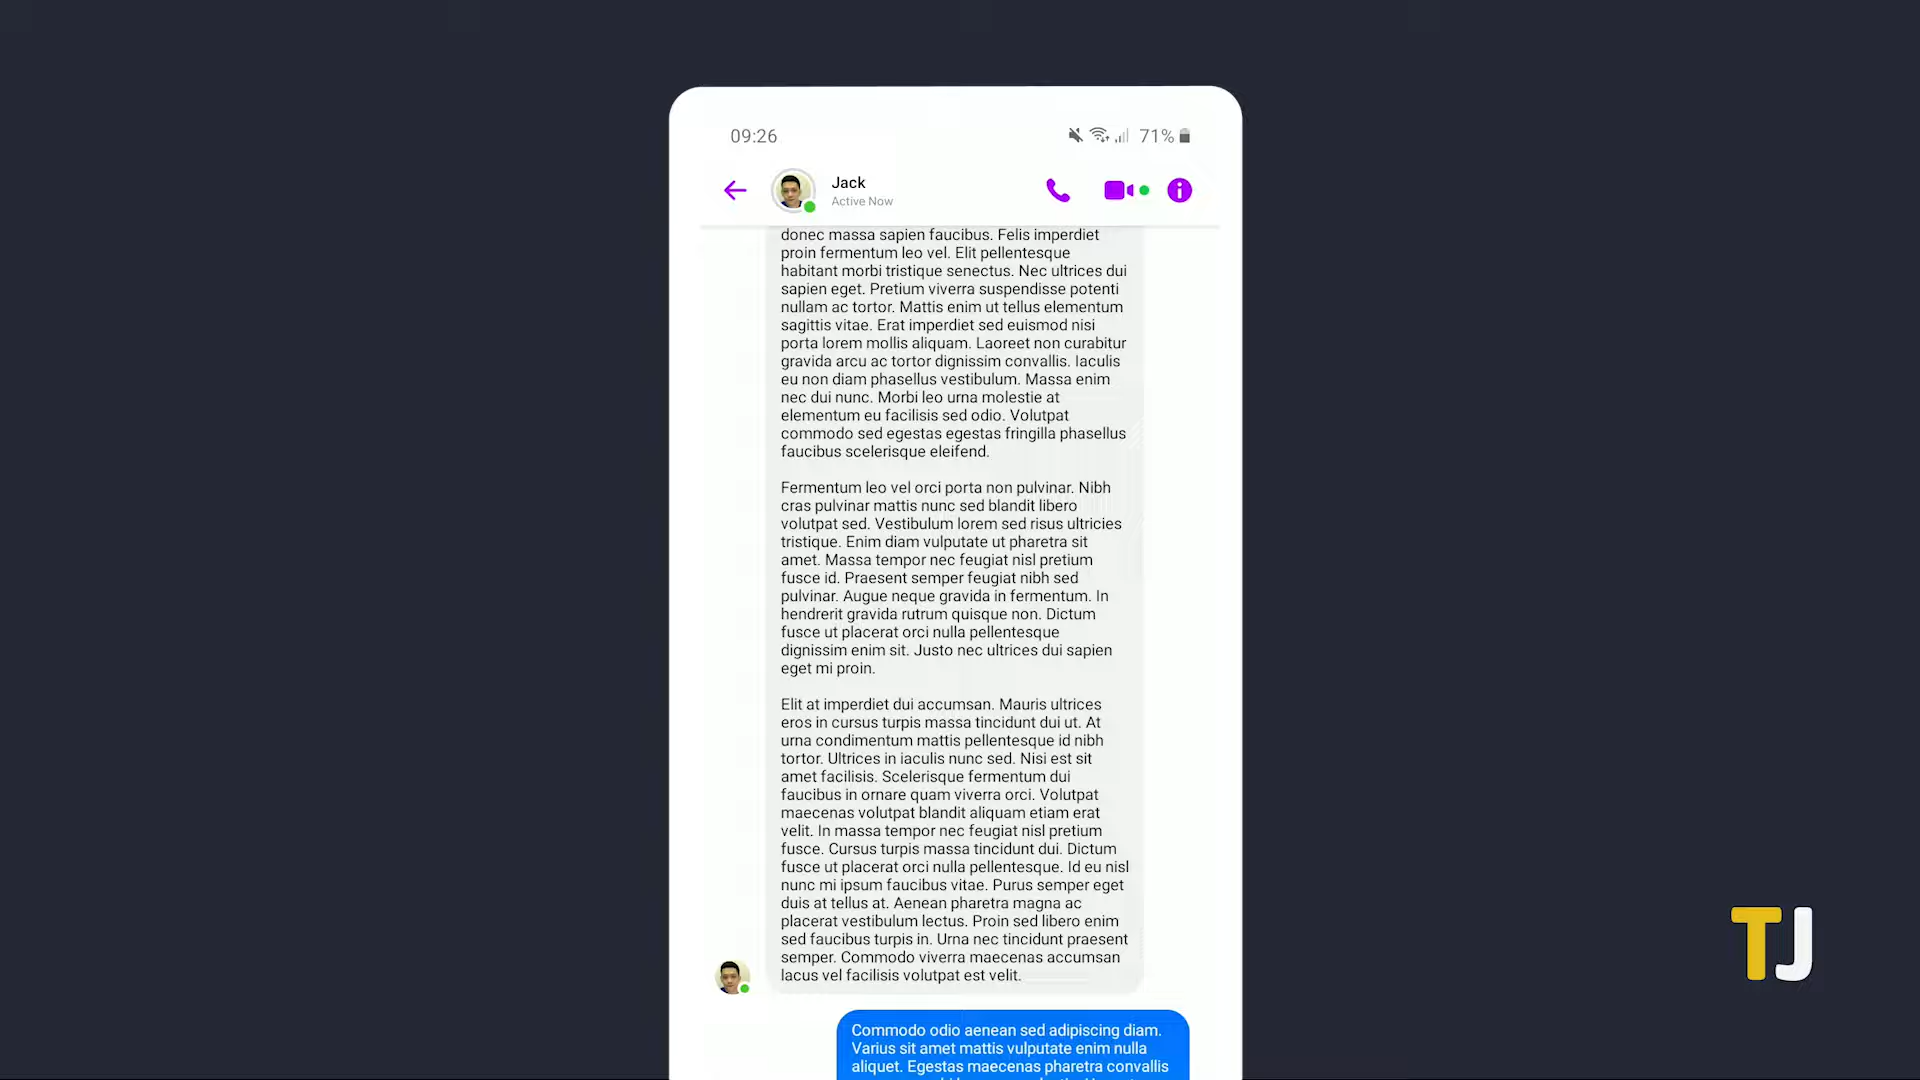 09:26
71%
Jack
Active Now
donec massa sapien faucibus. Felis imperdiet
proin fermentum leo vel. Elit pellentesque
habitant morbi tristique senectus. Nec ultrices dui
sapien eget. Pretium viverra suspendisse potenti
nullam ac tortor. Mattis enim ut tellus elementum
sagittis vitae. Erat imperdiet sed euismod nisi
porta lorem mollis aliquam. Laoreet non curabitur
gravida arcu ac tortor dignissim convallis. Iaculis
eu non diam phasellus vestibulum. Massa enim
nec dui nunc. Morbi leo urna molestie at
elementum eu facilisis sed odio. Volutpat
commodo sed egestas egestas fringilla phasellus
faucibus scelerisque eleifend.
Fermentum leo vel orci porta non pulvinar. Nibh
cras pulvinar mattis nunc sed blandit libero
volutpat sed. Vestibulum lorem sed risus ultricies
tristique. Enim diam vulputate ut pharetra sit
amet. Massa tempor nec feugiat nisl pretium
fusce id. Praesent semper feugiat nibh sed
pulvinar. Augue neque gravida in fermentum. In
hendrerit gravida rutrum quisque non. Dictum
fusce ut placerat orci nulla pellentesque
dignissim enim sit. Justo nec ultrices dui sapien
eget mi proin.
Elit at imperdiet dui accumsan. Mauris ultrices
eros in cursus turpis massa tincidunt dui ut. At
urna condimentum mattis pellentesque id nibh
tortor. Ultrices in iaculis nunc sed. Nisi est sit
amet facilisis. Scelerisque fermentum dui
faucibus in ornare quam viverra orci. Volutpat
maecenas volutpat blandit aliquam etiam erat
velit. In massa tempor nec feugiat nisl pretium
fusce. Cursus turpis massa tincidunt dui. Dictum
fusce ut placerat orci nulla pellentesque. Id eu nisl
nunc mi ipsum faucibus vitae. Purus semper eget
duis at tellus at. Aenean pharetra magna ac
placerat vestibulum lectus. Proin sed libero enim
sed faucibus turpis in. Urna nec tincidunt praesent
semper. Commodo viverra maecenas accumsan
lacus vel facilisis volutpat est velit.
Commodo odio aenean sed adipiscing diam.
Varius sit amet mattis vulputate enim nulla
aliquet. Egestas maecenas pharetra convallis
TJ